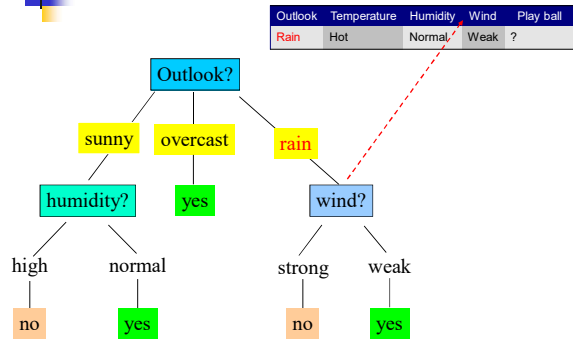 Outlook Temperature Humidity Wind Play ball
Rain Hot Normal Weak ?
Outlook?
sunny overcast rain
humidity? yes wind?
high normal strong weak
no yes no yes